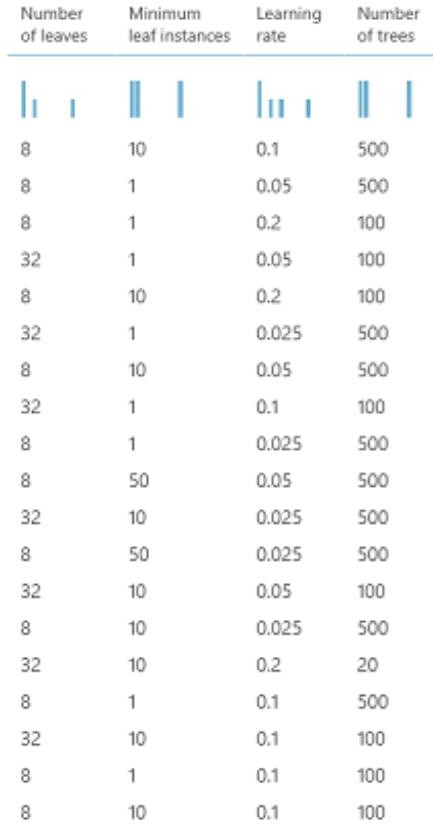 Number of leaves Minimum leaf instances Learning rate Number of trees
8 10 0.1 500
8 1 0.05 500
8 1 0.2 100
32 1 0.05 100
8 10 0.2 100
32 1 0.025 500
8 10 0.05 500
32 1 0.1 100
8 1 0.025 500
8 50 0.05 500
32 10 0.025 500
8 50 0.025 500
32 10 0.05 100
8 10 0.025 500
32 10 0.2 20
8 1 0.1 500
32 10 0.1 100
8 1 0.1 100
8 10 0.1 100